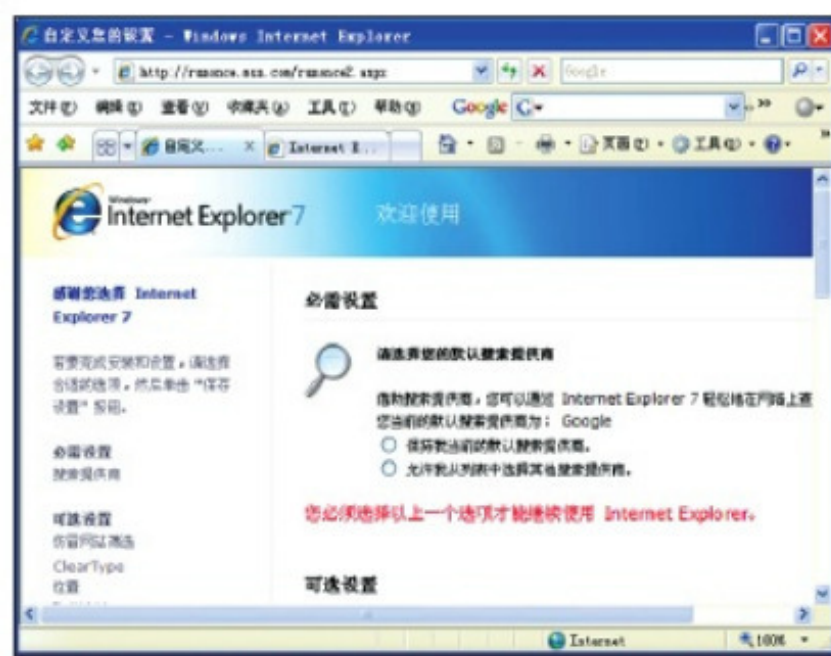 自定义您的设置 - Windows Internet Explorer
http://runonce.msn.com/runonce2.aspx
Google
文件(F) 编辑(E) 查看(V) 收藏夹(A) 工具(T) 帮助(H) Google G
自定义... × Internet E... 页面(P) 工具(O)
Windows
Internet Explorer 7 欢迎使用
感谢您选择 Internet
Explorer 7
若要完成安装和设置，请选择
合适的选项，然后单击“保存
设置”按钮。
必需设置
搜索提供商
可选设置
仿冒网站筛选
ClearType
位置
必需设置
请选择您的默认搜索提供商
借助搜索提供商，您可以通过 Internet Explorer 7 轻松地在网络上查
您当前的默认搜索提供商为： Google
保持我当前的默认搜索提供商。
允许我从列表中选择其他搜索提供商。
您必须选择以上一个选项才能继续使用 Internet Explorer。
可选设置
Internet 100%